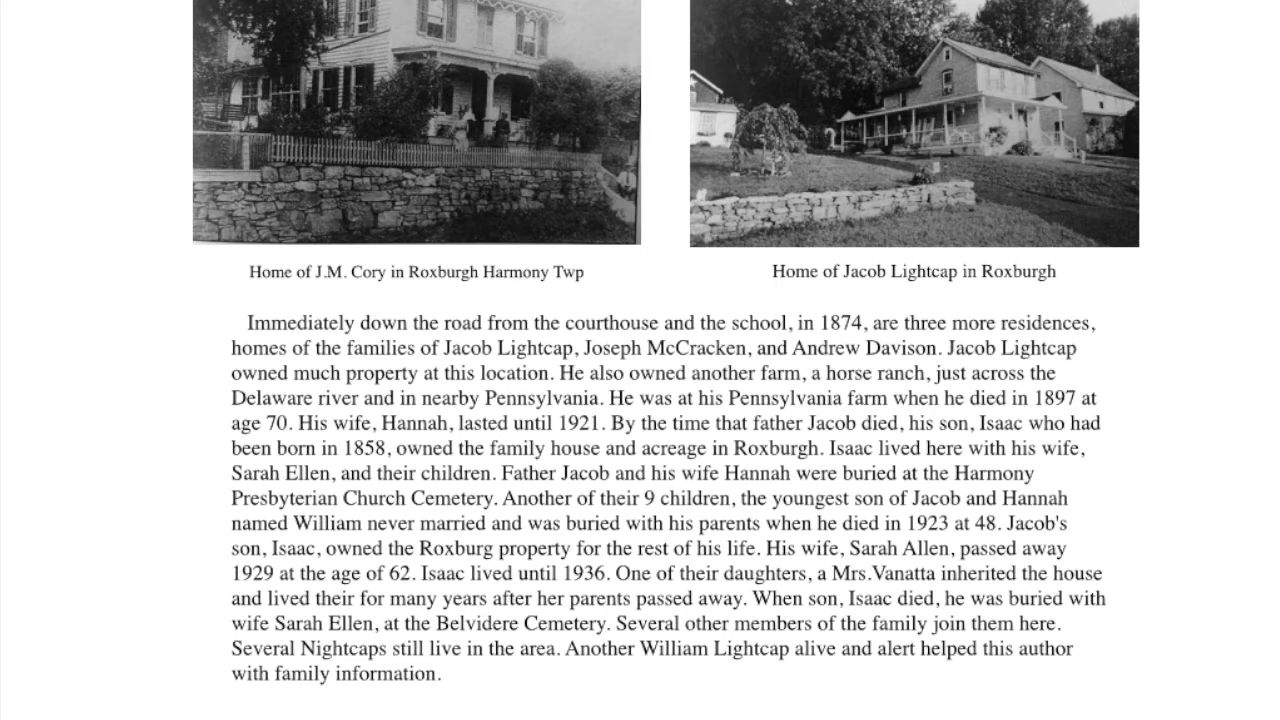 Home of J.M. Cory in Roxburgh Harmony Twp
Home of Jacob Lightcap in Roxburgh
Immediately down the road from the courthouse and the school, in 1874, are three more residences,
homes of the families of Jacob Lightcap, Joseph McCracken, and Andrew Davison. Jacob Lightcap
owned much property at this location. He also owned another farm, a horse ranch, just across the
Delaware river and in nearby Pennsylvania. He was at his Pennsylvania farm when he died in 1897 at
age 70. His wife, Hannah, lasted until 1921. By the time that father Jacob died, his son, Isaac who had
been born in 1858, owned the family house and acreage in Roxburgh. Isaac lived here with his wife,
Sarah Ellen, and their children. Father Jacob and his wife Hannah were buried at the Harmony
Presbyterian Church Cemetery. Another of their 9 children, the youngest son of Jacob and Hannah
named William never married and was buried with his parents when he died in 1923 at 48. Jacob's
son, Isaac, owned the Roxburg property for the rest of his life. His wife, Sarah Allen, passed away
1929 at the age of 62. Isaac lived until 1936. One of their daughters, a Mrs.Vanatta inherited the house
and lived their for many years after her parents passed away. When son, Isaac died, he was buried with
wife Sarah Ellen, at the Belvidere Cemetery. Several other members of the family join them here.
Several Nightcaps still live in the area. Another William Lightcap alive and alert helped this author
with family information.